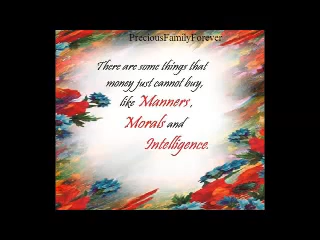 PreciousFamilyForever
There are some things that
money just cannot buy,
like Manners,
Morals and
Intelligence.